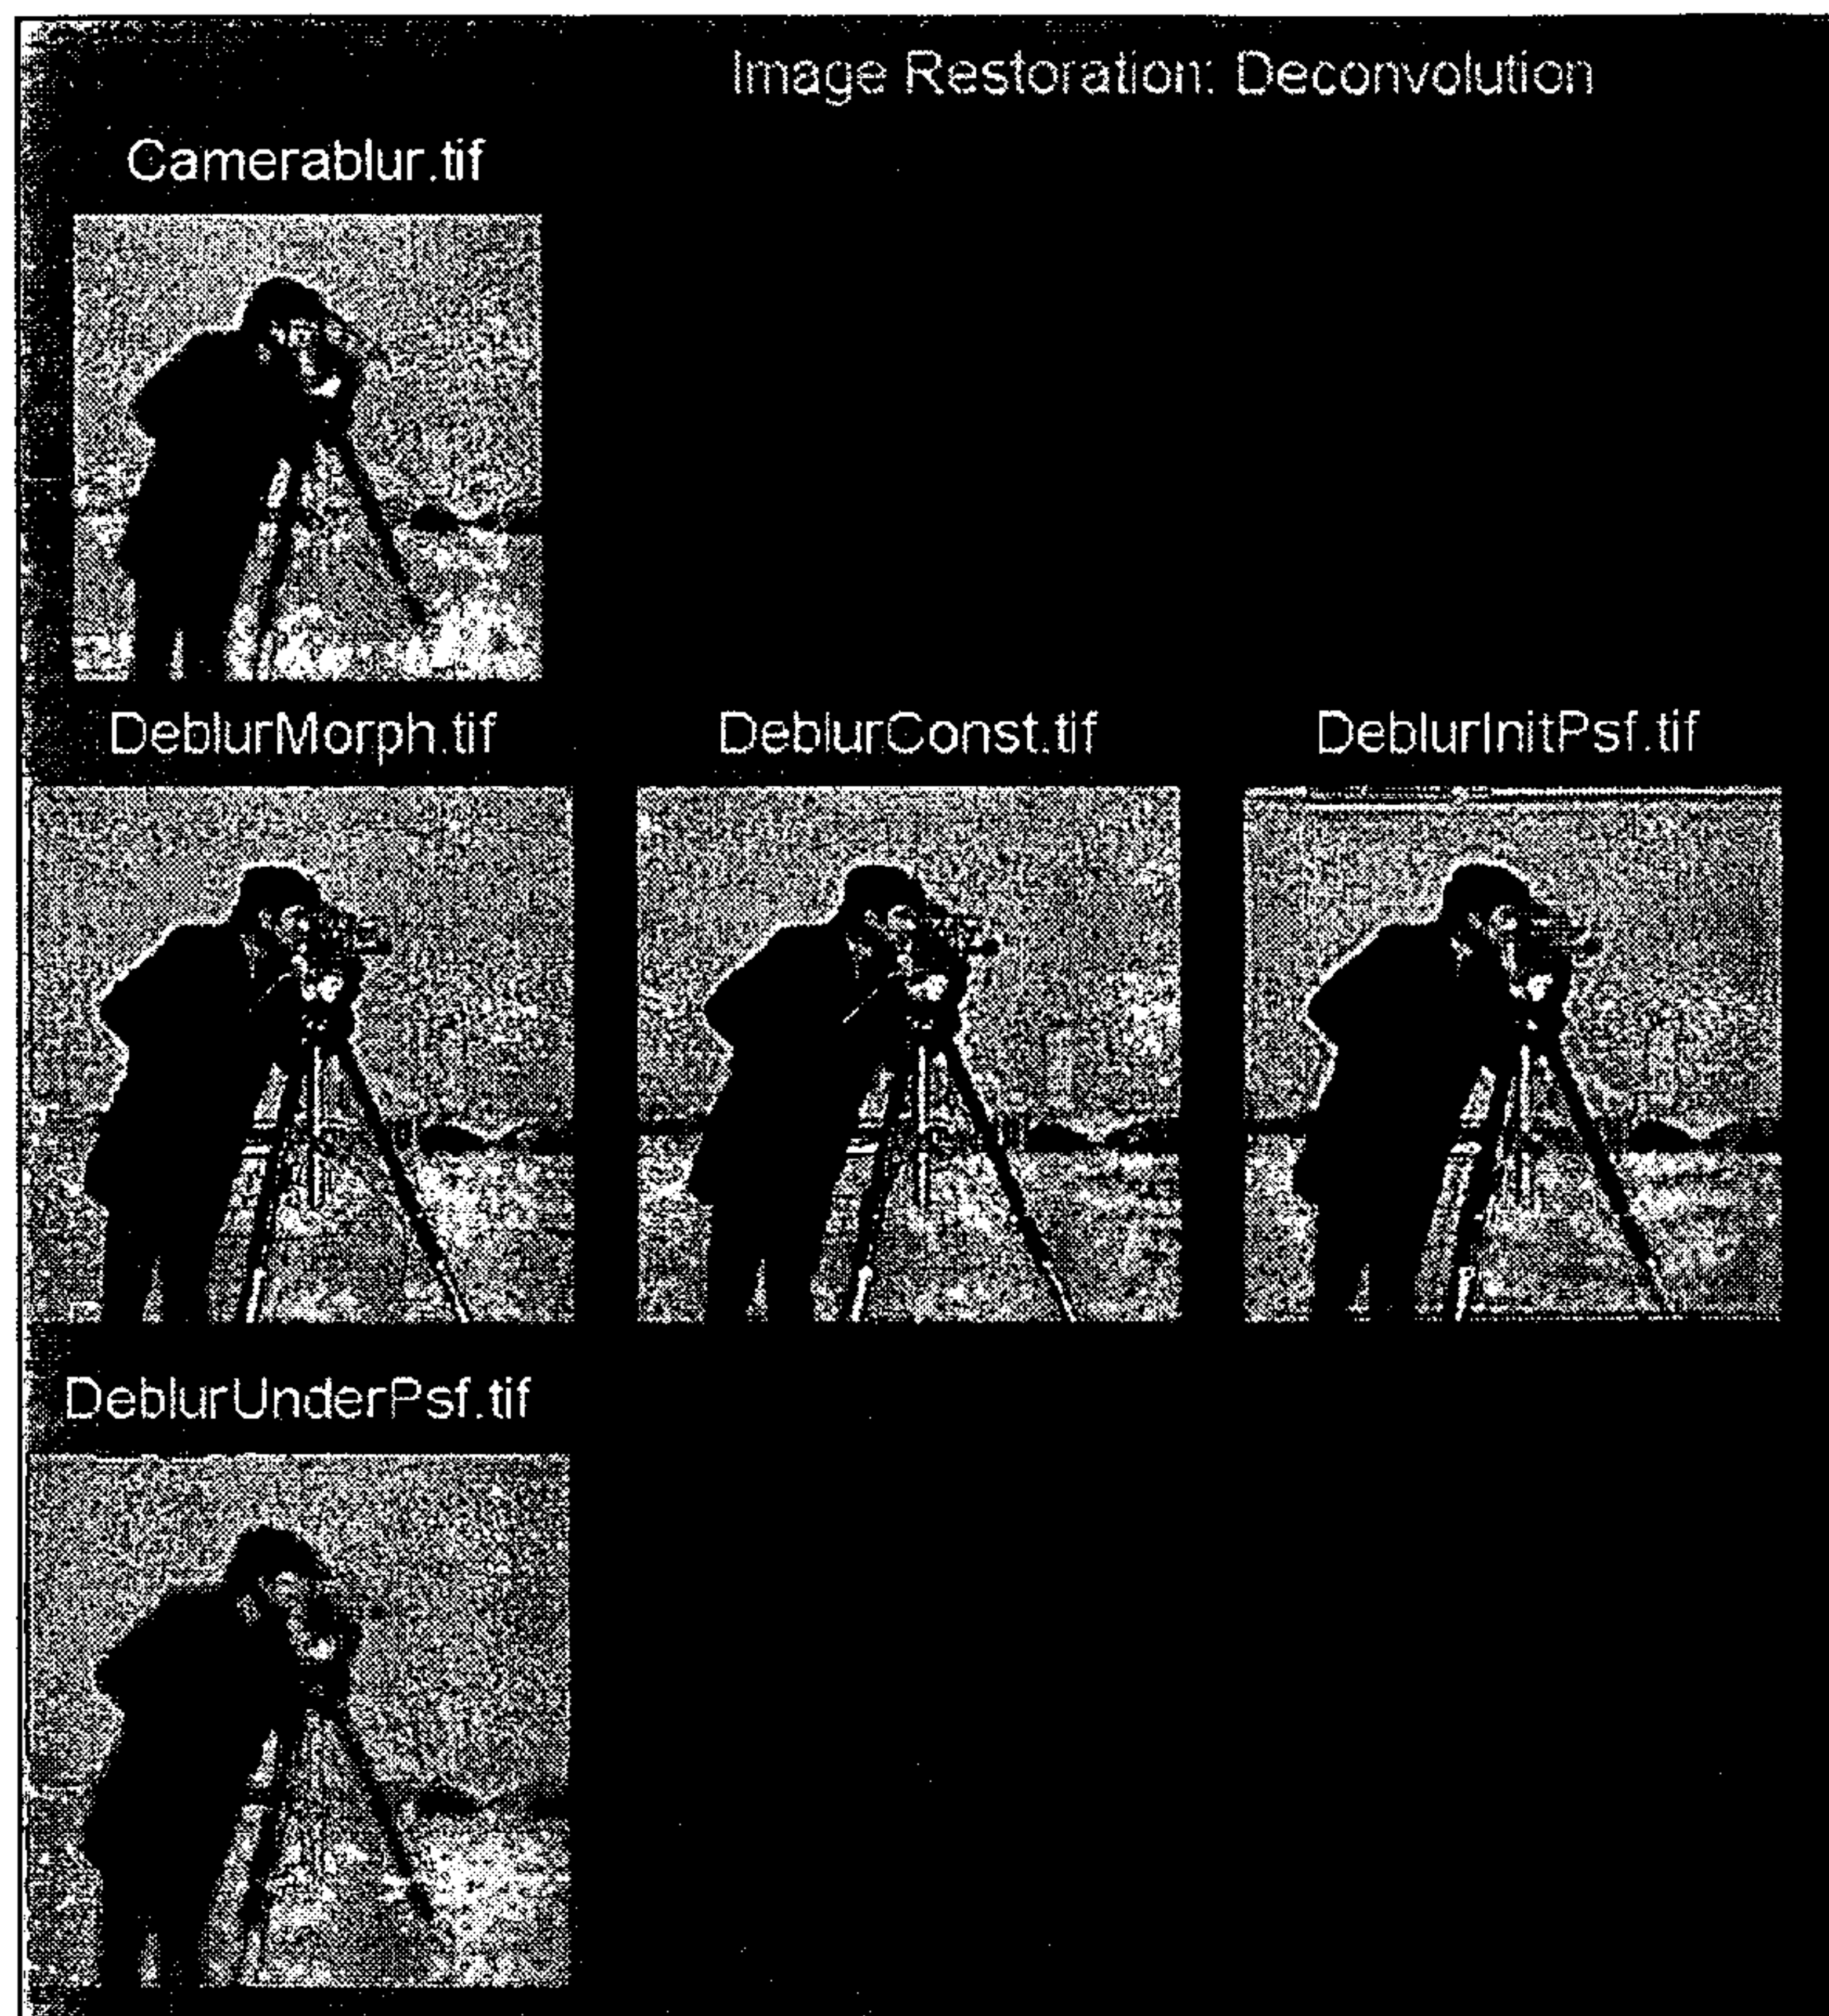 Image Restoration: Deconvolution
Camerablur.tif
DeblurMorph.tif
DeblurConst.tif
DeblurInitPsf.tif
DeblurUnderPsf.tif